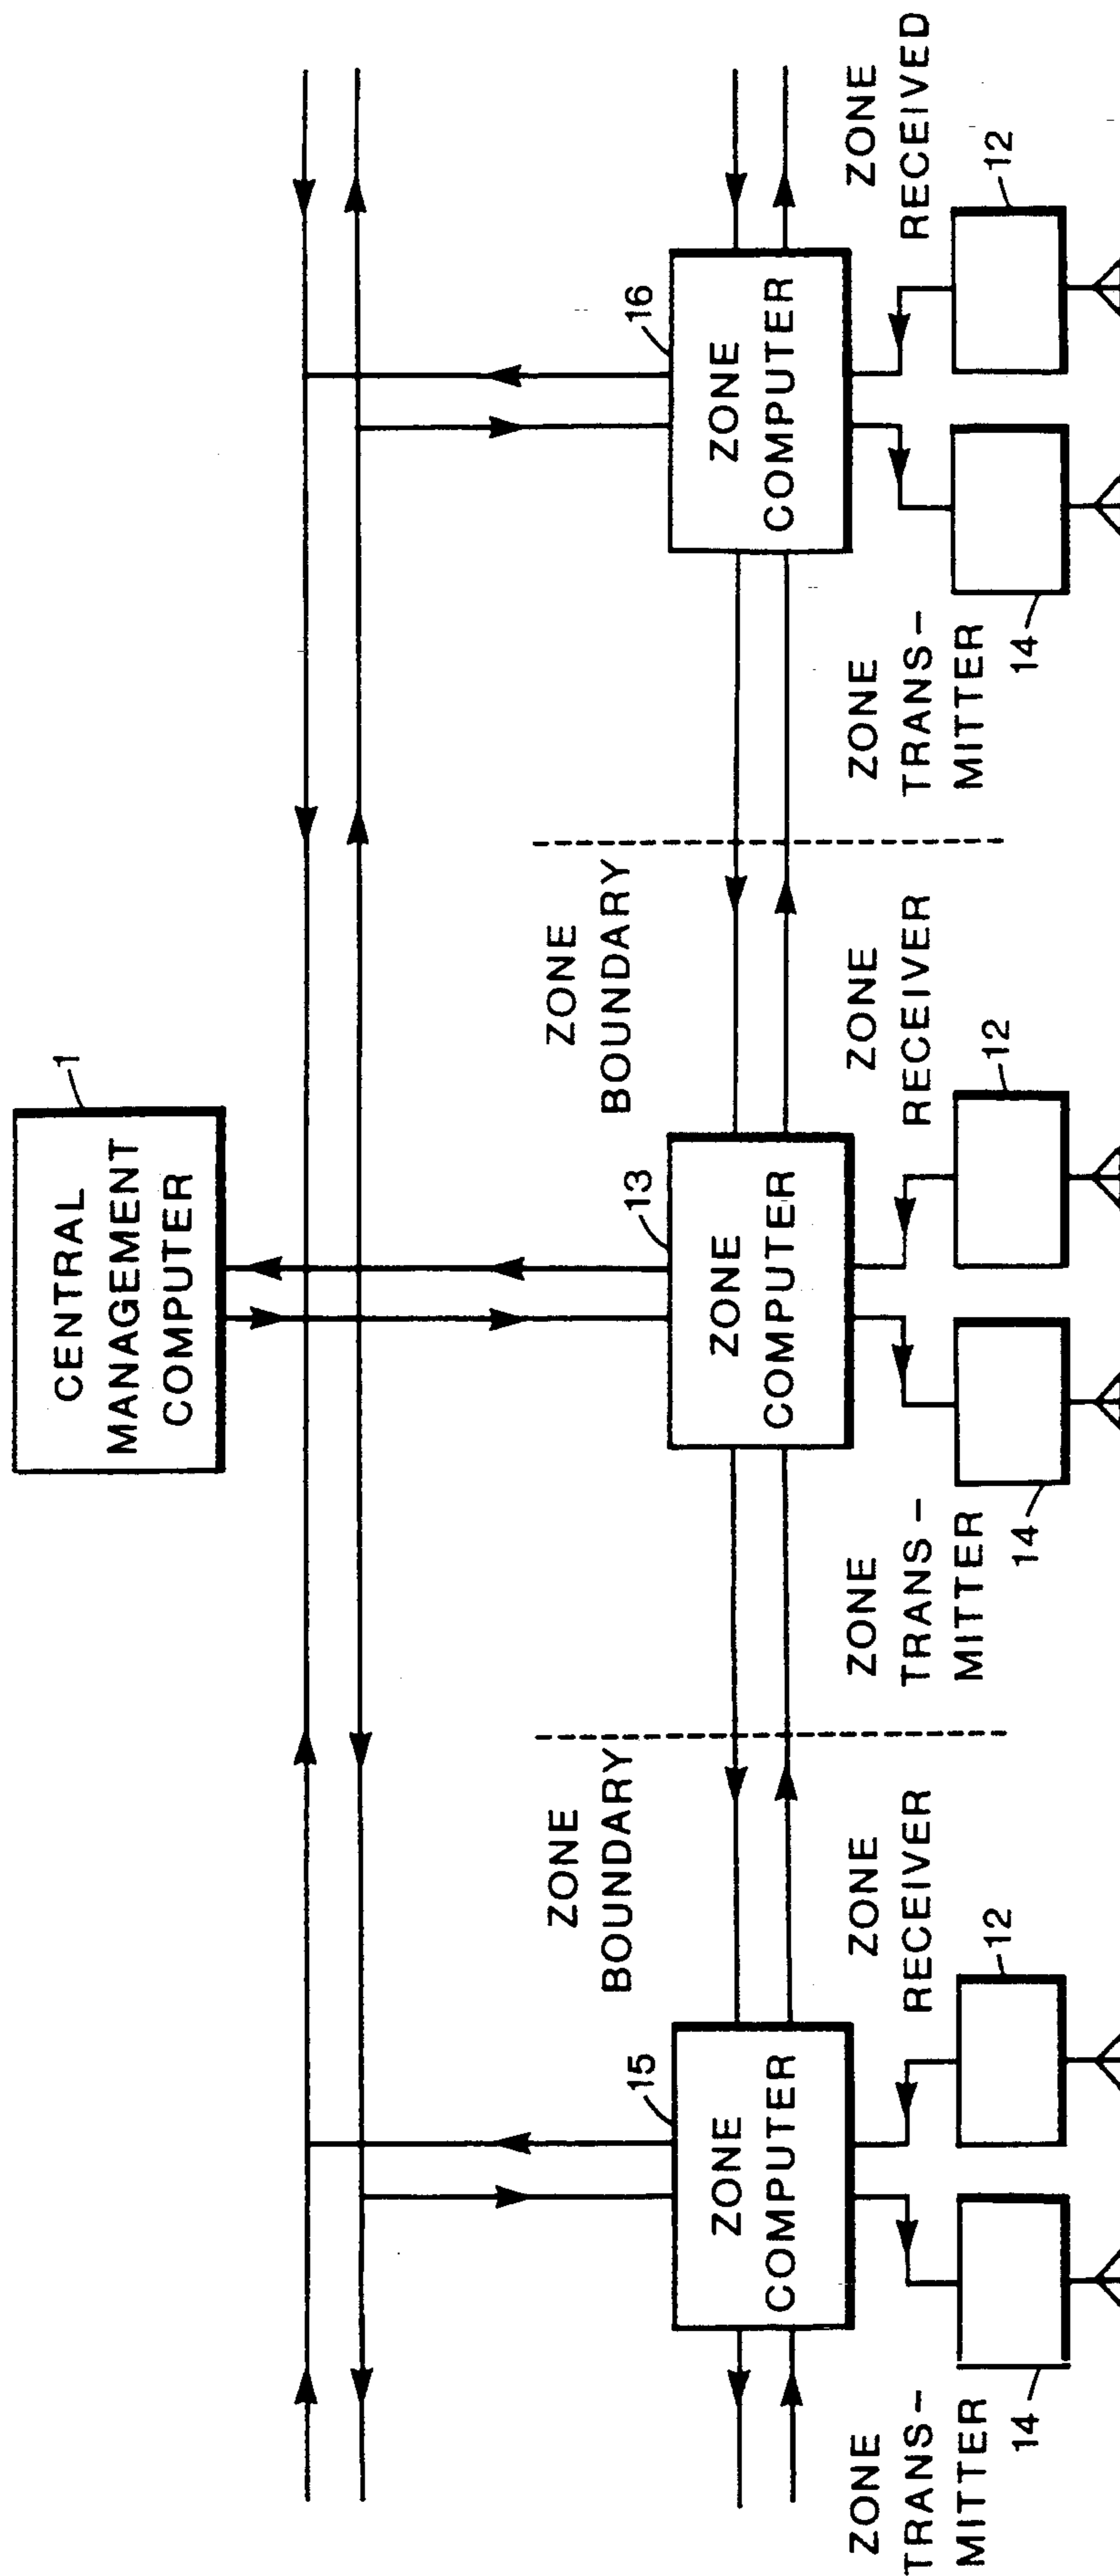 1
CENTRAL
MANAGEMENT
COMPUTER
ZONE
BOUNDARY
ZONE
BOUNDARY
15
ZONE
COMPUTER
13
ZONE
COMPUTER
16
ZONE
COMPUTER
ZONE
TRANS-
MITTER
14
ZONE
RECEIVER
12
ZONE
TRANS-
MITTER
14
ZONE
RECEIVER
12
ZONE
TRANS-
MITTER
14
ZONE
RECEIVED
12